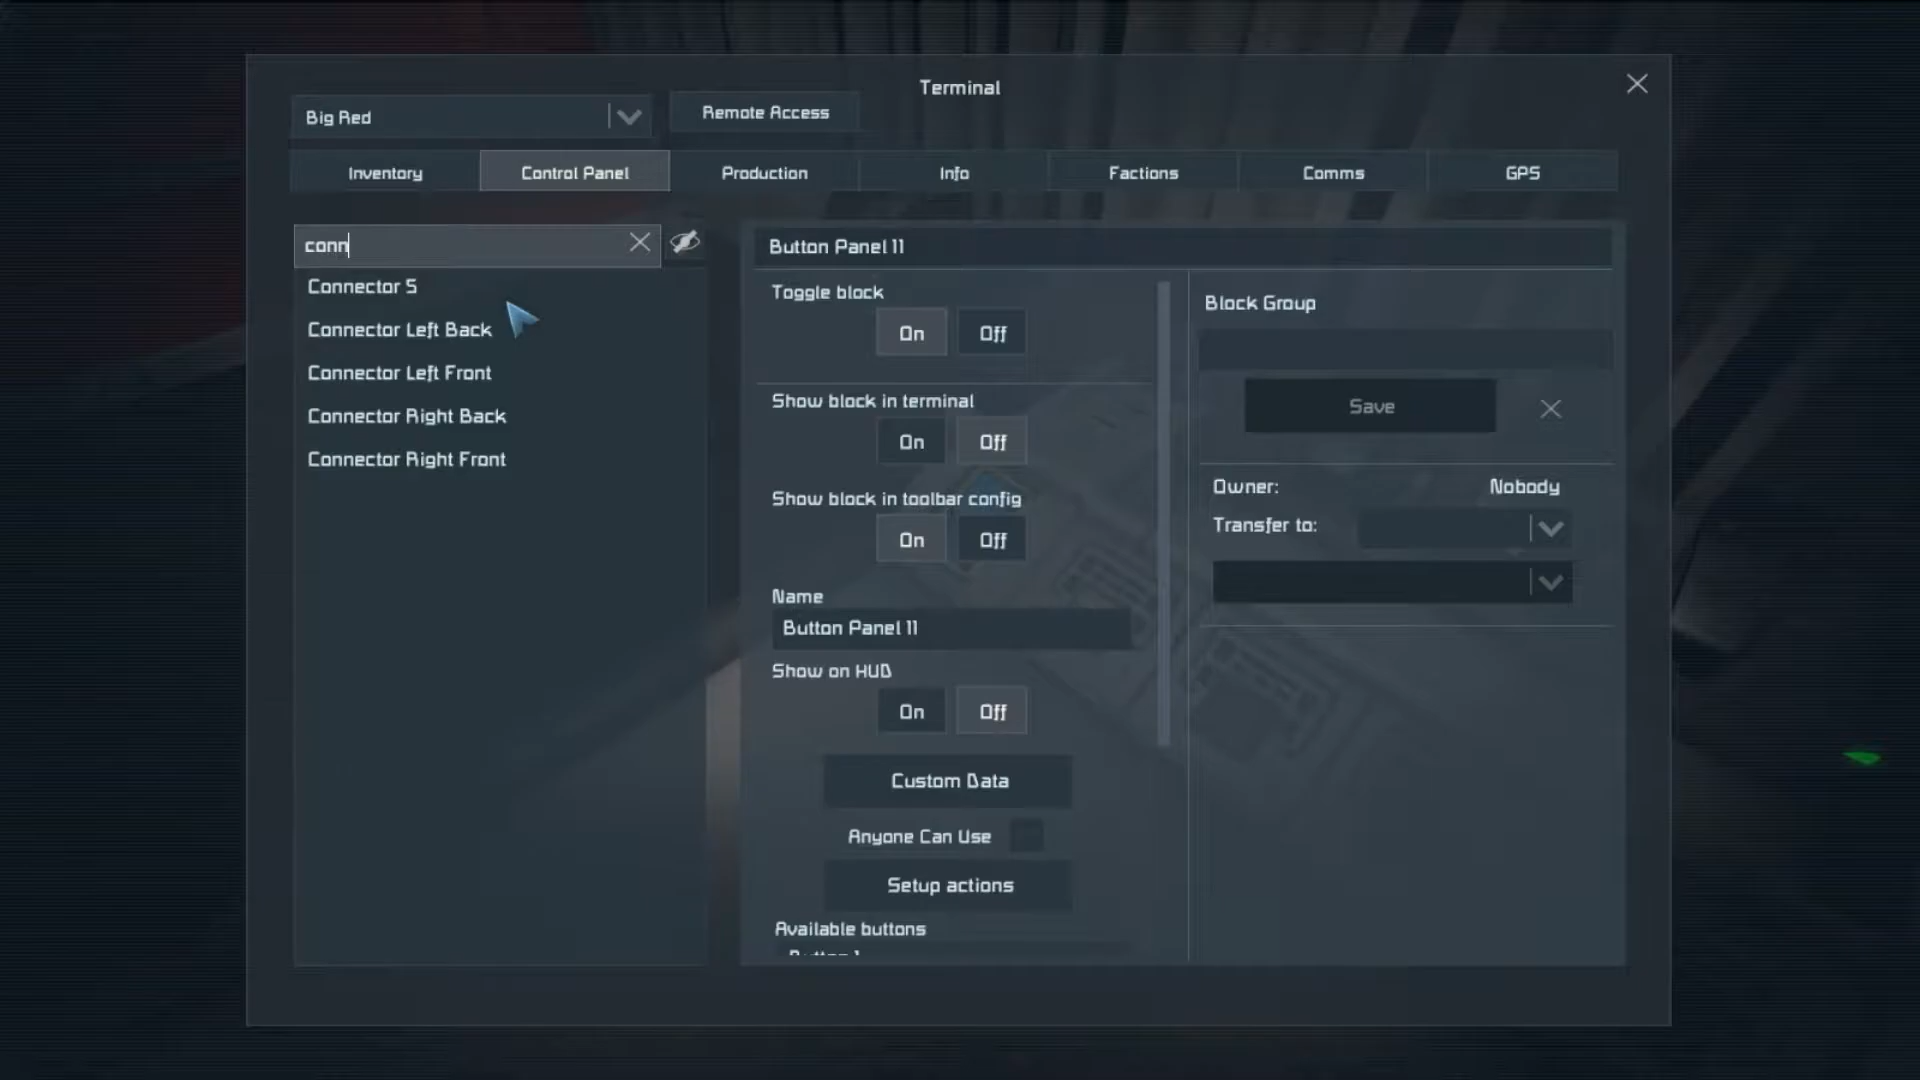 Terminal
Big Red
Remote Access
Inventory
Control Panel
Production
Info
Factions
Comms
GPS
conn
Connector 5
Connector Left Back
Connector Left Front
Connector Right Back
Connector Right Front
Button Panel 11
Toggle block
On Off
Show block in terminal
On Off
Show block in toolbar config
On Off
Name
Button Panel 11
Show on HUD
On Off
Custom Data
Anyone Can Use
Setup actions
Available buttons
Block Group
Save
Owner: Nobody
Transfer to: